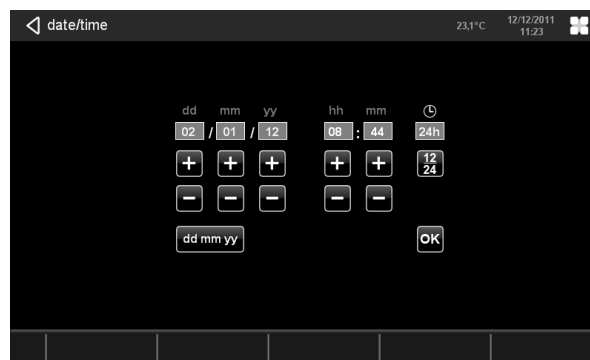 date/time
23,1°C
12/12/2011
11:23
dd mm yy hh mm
02 / 01 / 12 08 : 44 24h
+ + + + + 12
24
− − − − −
dd mm yy OK